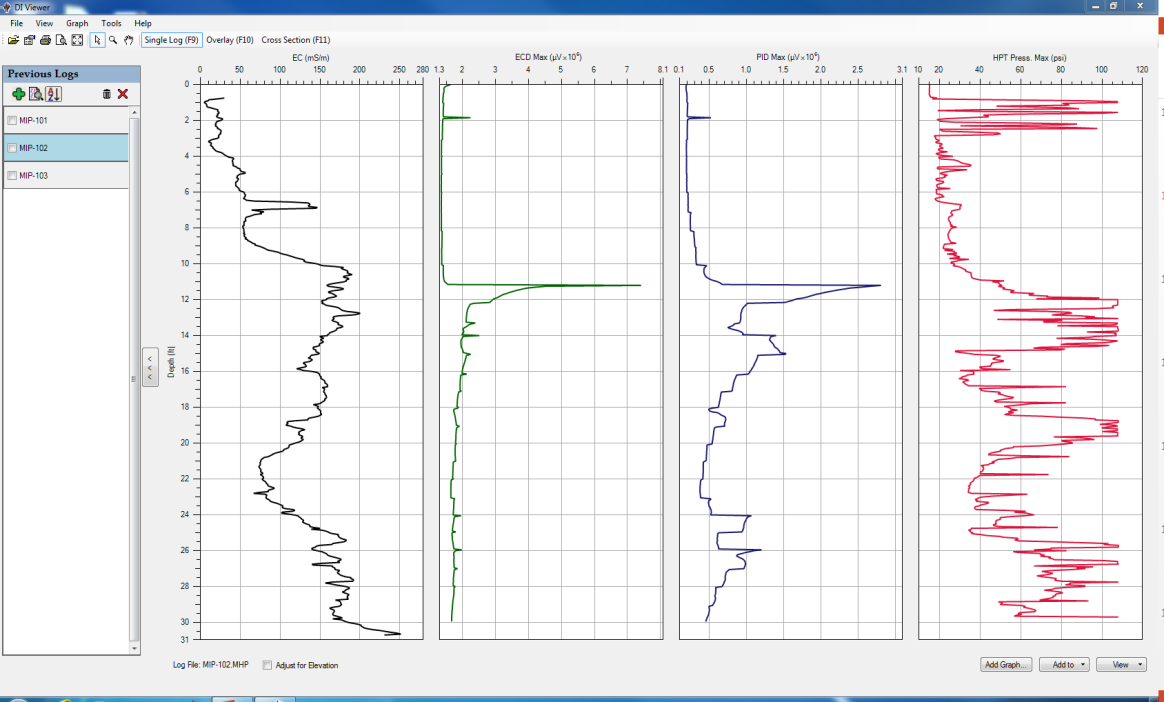 DI Viewer
File View Graph Tools Help
Single Log (F9) Overlay (F10) Cross Section (F11)
Previous Logs
MIP-101
MIP-102
MIP-103
EC (mS/m)
0 50 100 150 200 250 280
ECD Max (µV×10⁶)
1.3 2 3 4 5 6 7 8.1
PID Max (µV×10⁶)
0.1 0.5 1.0 1.5 2.0 2.5 3.1
HPT Press. Max (psi)
10 20 40 60 80 100 120
Depth (ft)
0
2
4
6
8
10
12
14
16
18
20
22
24
26
28
30
31
<
<
<
Log File: MIP-102.MHP Adjust for Elevation
Add Graph... Add to View